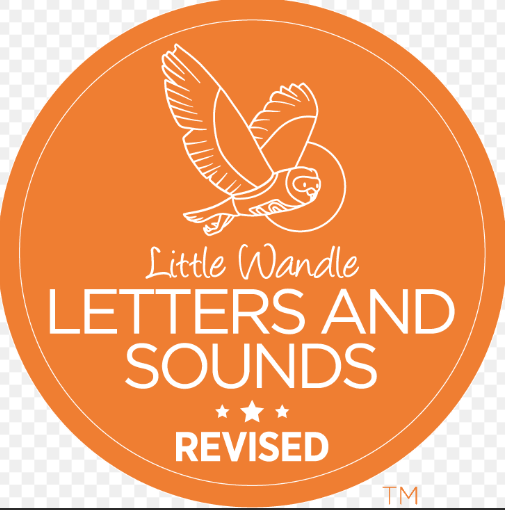 Little Wandle
LETTERS AND
SOUNDS
REVISED
TM